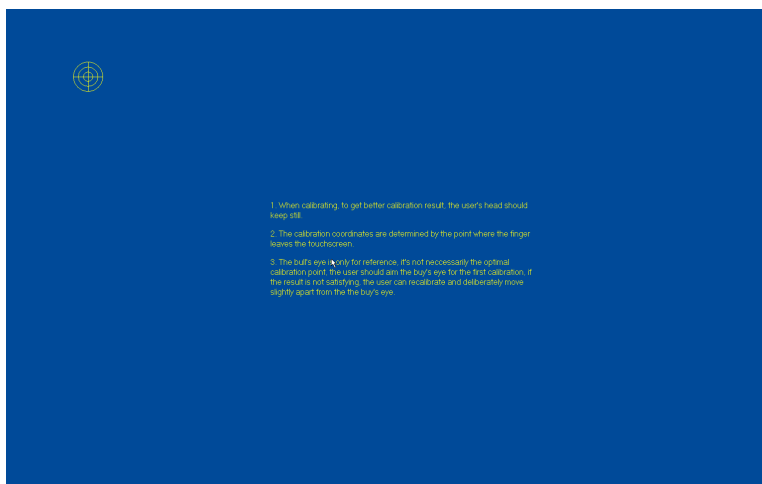 1. When calibrating, to get better calibration result, the user's head should
keep still.
2. The calibration coordinates are determined by the point where the finger
leaves the touchscreen.
3. The bull's eye is only for reference, it's not neccessarily the optimal
calibration point, the user should aim the buy's eye for the first calibration, if
the result is not satisfying, the user can recalibrate and deliberately move
slightly apart from the the buy's eye.